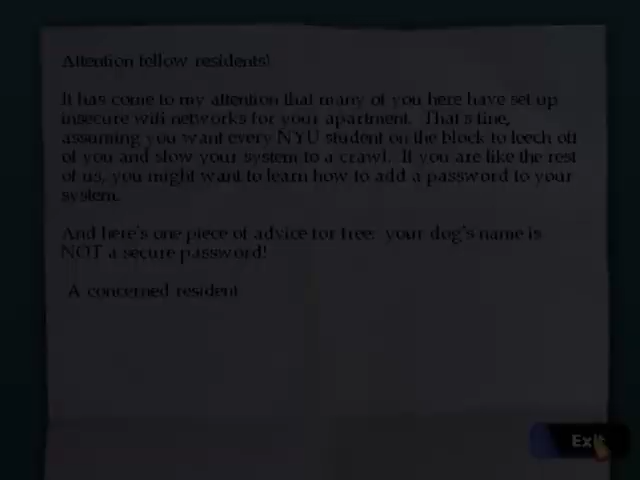 Attention fellow residents!
It has come to my attention that many of you here have set up
insecure wifi networks for your apartment. That's fine,
assuming you want every NYU student on the block to leech off
of you and slow your system to a crawl. If you are like the rest
of us, you might want to learn how to add a password to your
system.
And here's one piece of advice for free: your dog's name is
NOT a secure password!
A concerned resident
Exit